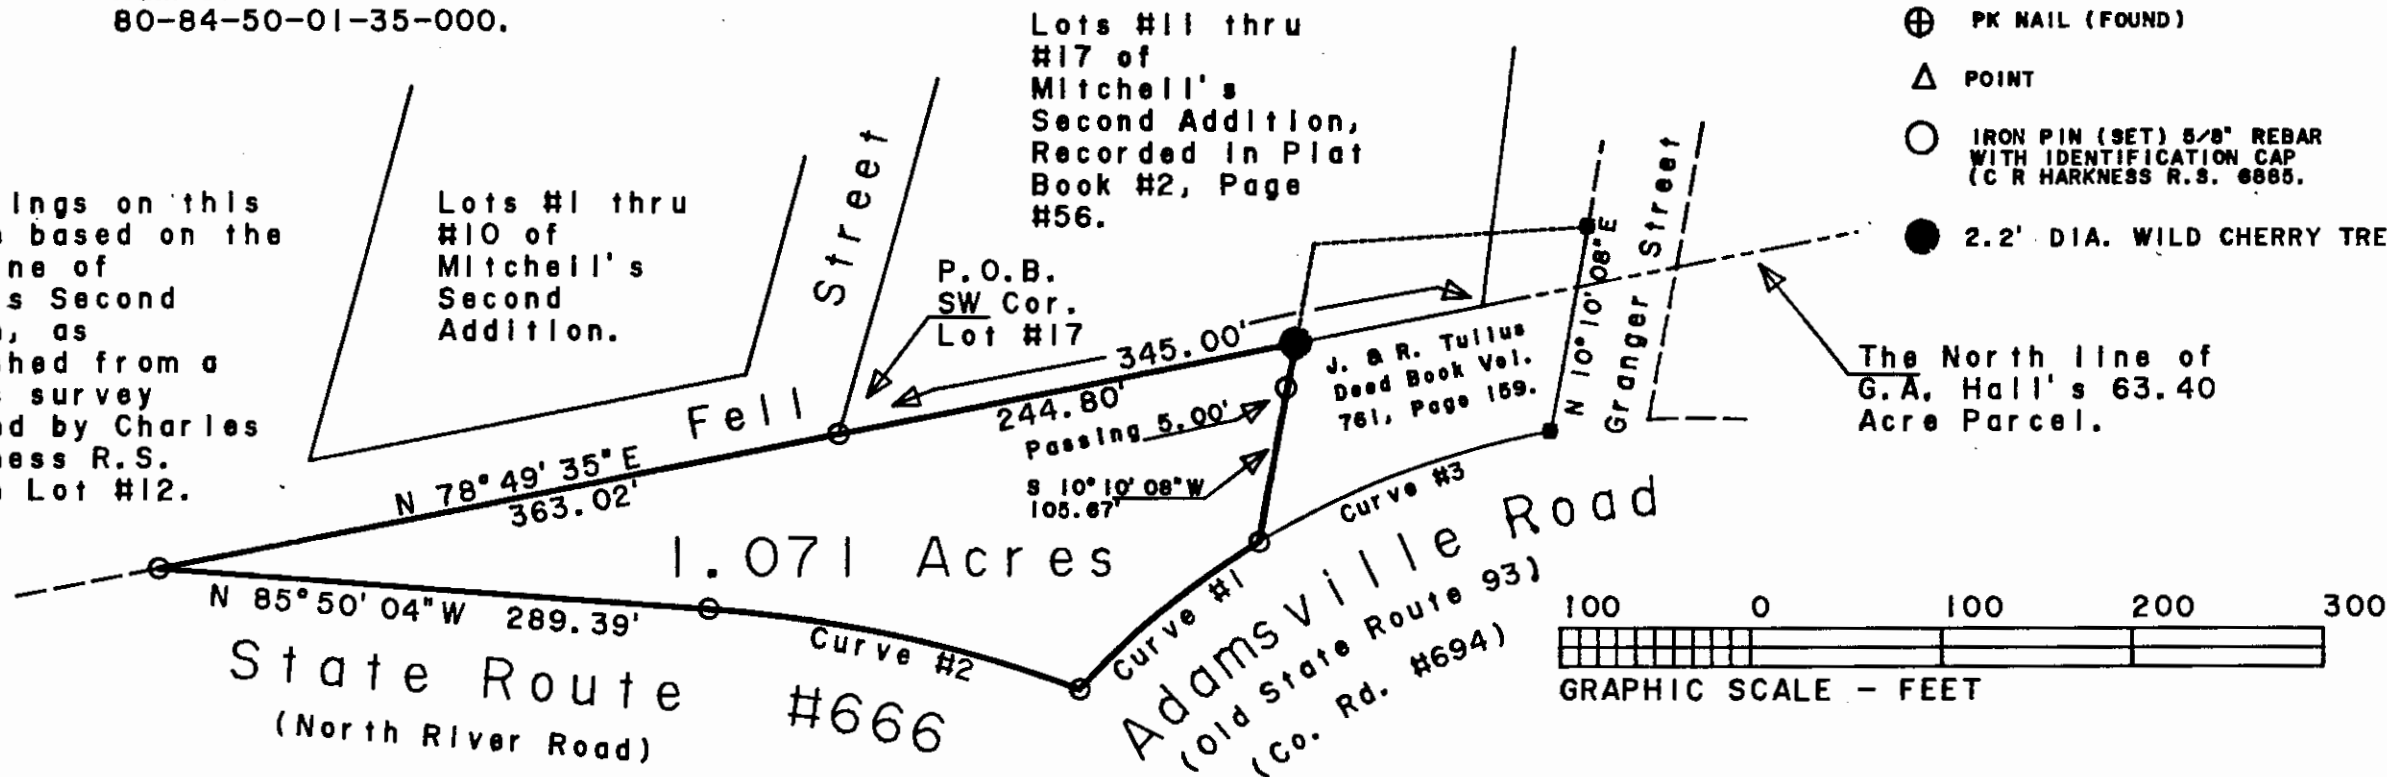 80-84-50-01-35-000.
Lots #11 thru
#17 of
Mitchell's
Second Addition,
Recorded in Plat
Book #2, Page
#56.
PK NAIL (FOUND)
POINT
IRON PIN (SET) 5/8" REBAR
WITH IDENTIFICATION CAP
(C R HARKNESS R.S. 6885.
2.2' DIA. WILD CHERRY TRE
ings on this
based on the
ne of
s Second
, as
hed from a
survey
d by Charles
ness R.S.
Lot #12.
Lots #1 thru
#10 of
Mitchell's
Second
Addition.
Fell Street
P.O.B.
SW Cor.
Lot #17
345.00'
244.80'
Passing 5.00'
S 10° 10' 08" W
105.67'
J. & R. Tullus
Deed Book Vol.
761, Page 159.
N 10° 10' 08" E
Granger Street
The North line of
G.A. Hall's 63.40
Acre Parcel.
N 78° 49' 35" E
363.02'
1.071 Acres
N 85° 50' 04" W 289.39'
Curve #2
Curve #1
Curve #3
State Route #666
(North River Road)
Adamsville Road
(Old State Route 93)
(Co. Rd. #694)
100 0 100 200 300
GRAPHIC SCALE - FEET